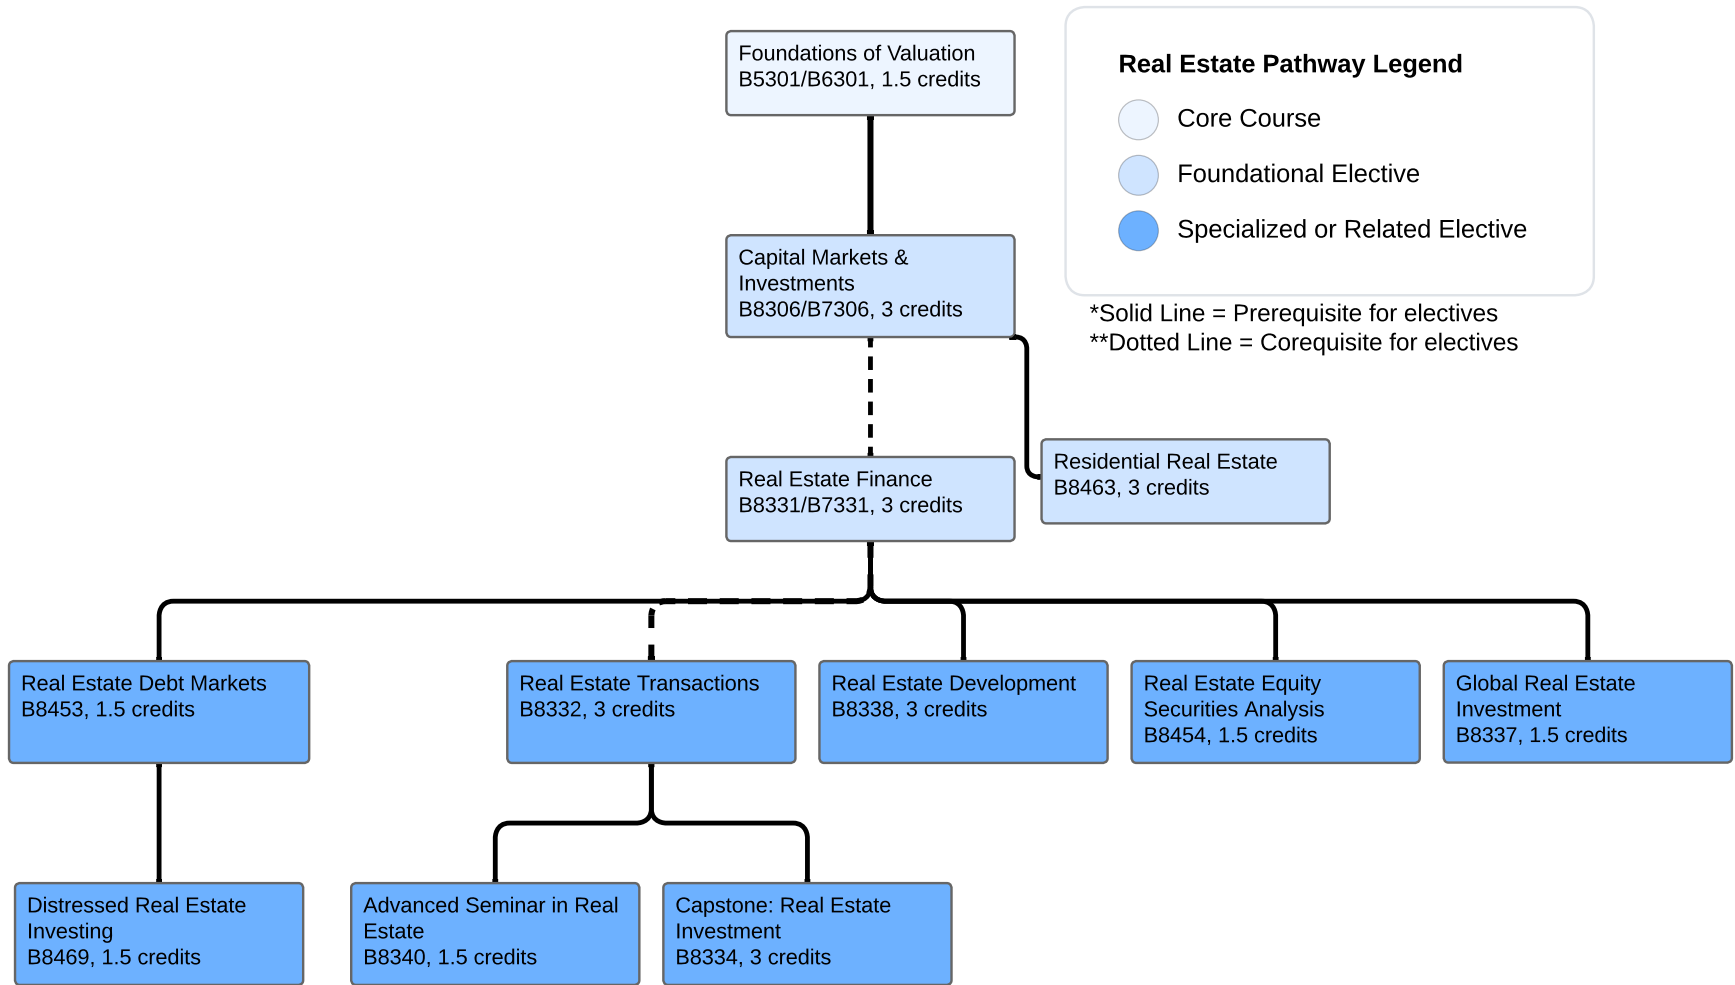 Foundations of Valuation
B5301/B6301, 1.5 credits
Real Estate Pathway Legend
Core Course
Foundational Elective
Specialized or Related Elective
*Solid Line = Prerequisite for electives
**Dotted Line = Corequisite for electives
Capital Markets &
Investments
B8306/B7306, 3 credits
Real Estate Finance
B8331/B7331, 3 credits
Residential Real Estate
B8463, 3 credits
Real Estate Debt Markets
B8453, 1.5 credits
Real Estate Transactions
B8332, 3 credits
Real Estate Development
B8338, 3 credits
Real Estate Equity
Securities Analysis
B8454, 1.5 credits
Global Real Estate
Investment
B8337, 1.5 credits
Distressed Real Estate
Investing
B8469, 1.5 credits
Advanced Seminar in Real
Estate
B8340, 1.5 credits
Capstone: Real Estate
Investment
B8334, 3 credits